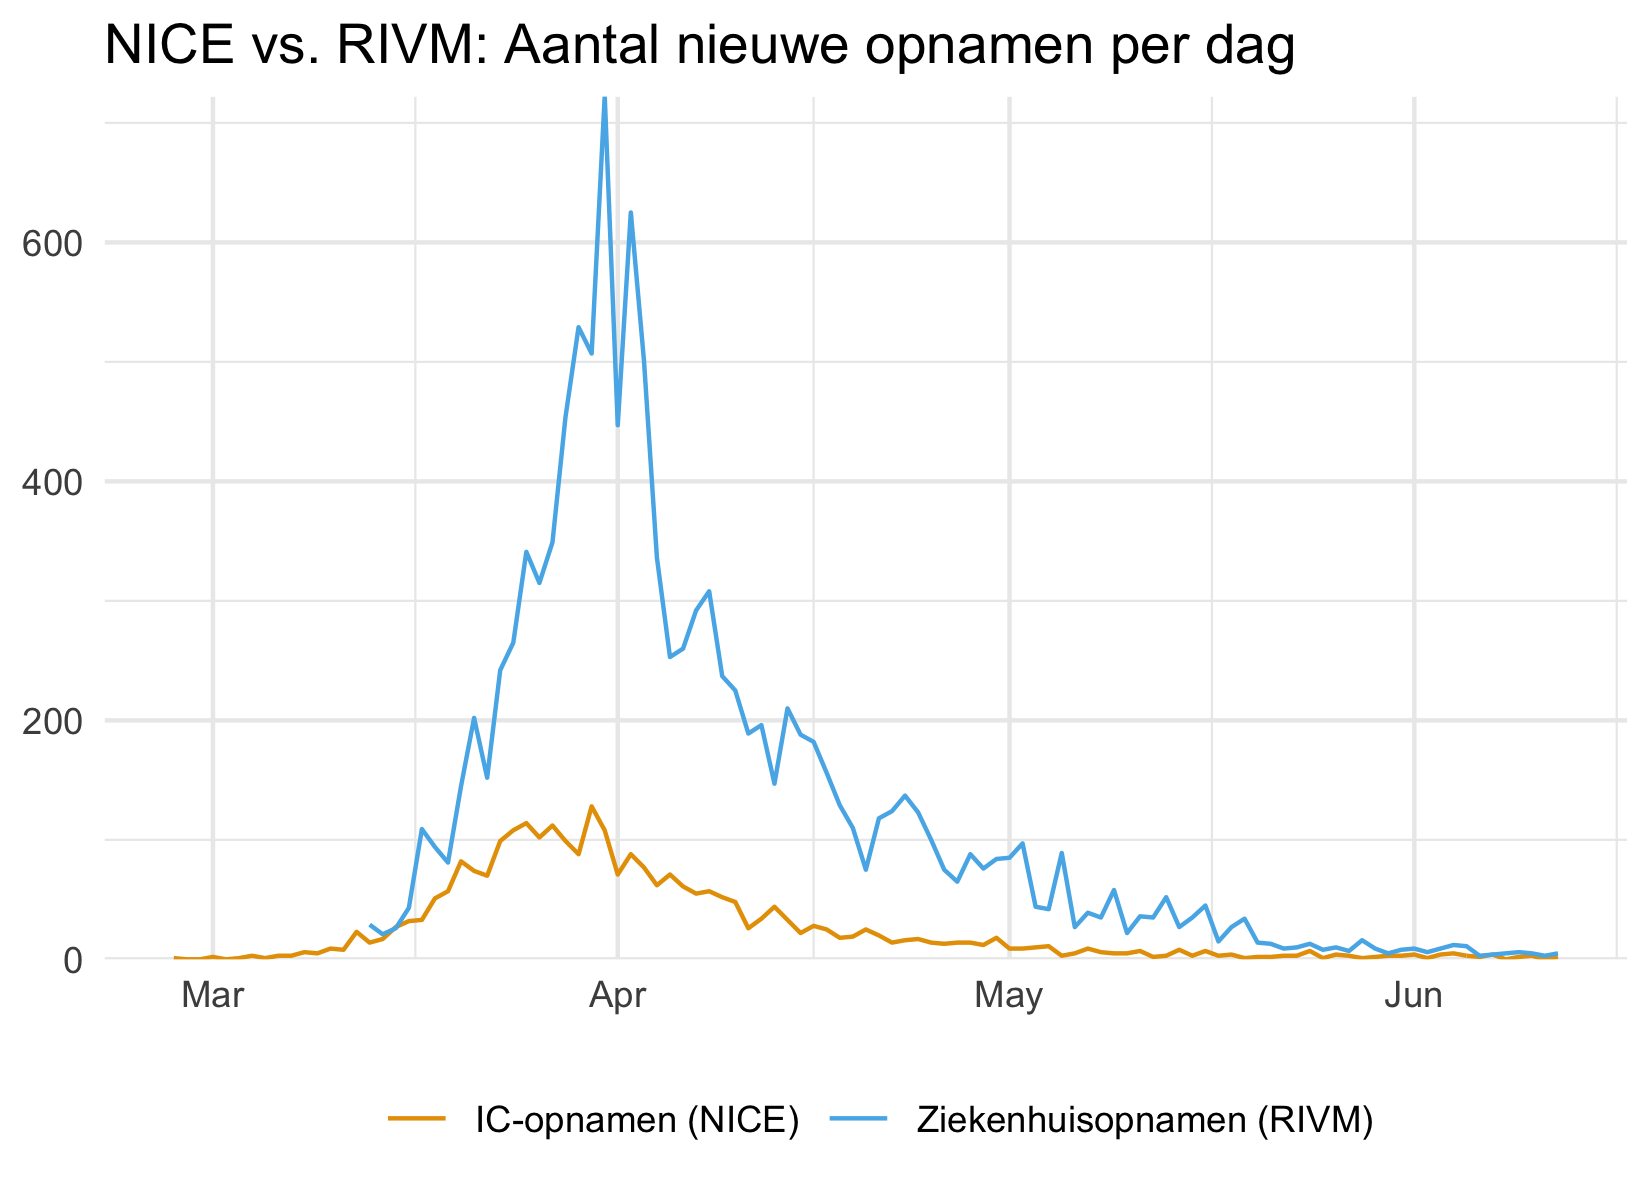 NICE vs. RIVM: Aantal nieuwe opnamen per dag
600
400
200
0
Mar Apr May Jun
IC-opnamen (NICE) Ziekenhuisopnamen (RIVM)